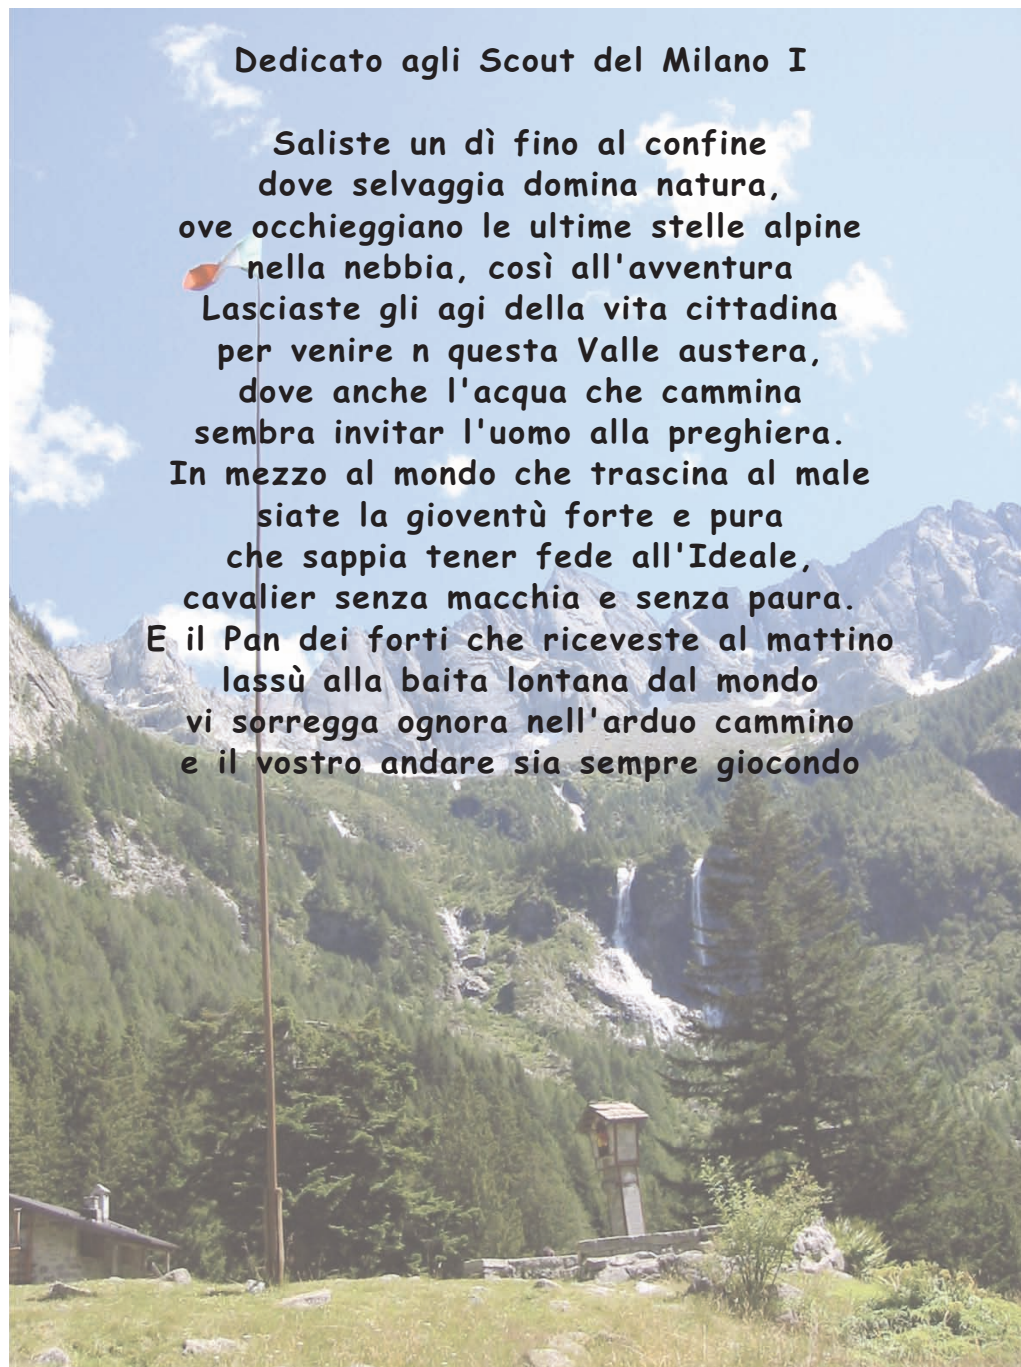 Dedicato agli Scout del Milano I
Saliste un dì fino al confine
dove selvaggia domina natura,
ove occhieggiano le ultime stelle alpine
nella nebbia, così all'avventura
Lasciaste gli agi della vita cittadina
per venire n questa Valle austera,
dove anche l'acqua che cammina
sembra invitar l'uomo alla preghiera.
In mezzo al mondo che trascina al male
siate la gioventù forte e pura
che sappia tener fede all'Ideale,
cavalier senza macchia e senza paura.
E il Pan dei forti che riceveste al mattino
lassù alla baita lontana dal mondo
vi sorregga ognora nell'arduo cammino
e il vostro andare sia sempre giocondo